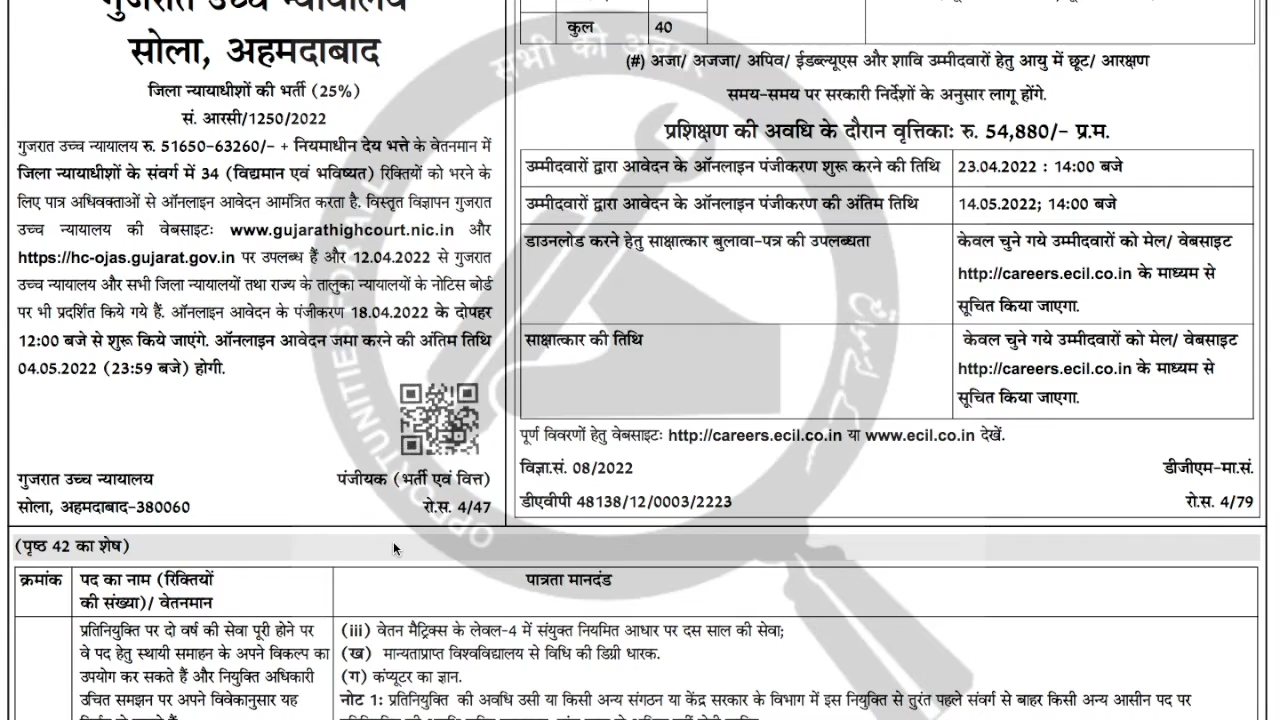 गुजरात उच्च न्यायालय
सोला, अहमदाबाद
जिला न्यायाधीशों की भर्ती (25%)
सं. आरसी/1250/2022
गुजरात उच्च न्यायालय रु. 51650-63260/- + नियमाधीन देय भत्ते के वेतनमान में
जिला न्यायाधीशों के संवर्ग में 34 (विद्यमान एवं भविष्यत) रिक्तियों को भरने के
लिए पात्र अधिवक्ताओं से ऑनलाइन आवेदन आमंत्रित करता है. विस्तृत विज्ञापन गुजरात
उच्च न्यायालय की वेबसाइटः www.gujarathighcourt.nic.in और
https://hc-ojas.gujarat.gov.in पर उपलब्ध हैं और 12.04.2022 से गुजरात
उच्च न्यायालय और सभी जिला न्यायालयों तथा राज्य के तालुका न्यायालयों के नोटिस बोर्ड
पर भी प्रदर्शित किये गये हैं. ऑनलाइन आवेदन के पंजीकरण 18.04.2022 के दोपहर
12:00 बजे से शुरू किये जाएंगे. ऑनलाइन आवेदन जमा करने की अंतिम तिथि
04.05.2022 (23:59 बजे) होगी.
गुजरात उच्च न्यायालय पंजीयक (भर्ती एवं वित्त)
सोला, अहमदाबाद-380060 रो.स. 4/47
कुल 40
(#) अजा/ अजजा/ अपिव/ ईडब्ल्यूएस और शावि उम्मीदवारों हेतु आयु में छूट/ आरक्षण
समय-समय पर सरकारी निर्देशों के अनुसार लागू होंगे.
प्रशिक्षण की अवधि के दौरान वृत्तिकाः रु. 54,880/- प्र.म.
उम्मीदवारों द्वारा आवेदन के ऑनलाइन पंजीकरण शुरू करने की तिथि 23.04.2022 : 14:00 बजे
उम्मीदवारों द्वारा आवेदन के ऑनलाइन पंजीकरण की अंतिम तिथि 14.05.2022; 14:00 बजे
डाउनलोड करने हेतु साक्षात्कार बुलावा-पत्र की उपलब्धता केवल चुने गये उम्मीदवारों को मेल/ वेबसाइट
http://careers.ecil.co.in के माध्यम से
सूचित किया जाएगा.
साक्षात्कार की तिथि केवल चुने गये उम्मीदवारों को मेल/ वेबसाइट
http://careers.ecil.co.in के माध्यम से
सूचित किया जाएगा.
पूर्ण विवरणों हेतु वेबसाइटः http://careers.ecil.co.in या www.ecil.co.in देखें.
विज्ञा.सं. 08/2022 डीजीएम-मा.सं.
डीएवीपी 48138/12/0003/2223 रो.स. 4/79
(पृष्ठ 42 का शेष)
क्रमांक पद का नाम (रिक्तियों पात्रता मानदंड
की संख्या)/ वेतनमान
प्रतिनियुक्ति पर दो वर्ष की सेवा पूरी होने पर
वे पद हेतु स्थायी समाहन के अपने विकल्प का
उपयोग कर सकते हैं और नियुक्ति अधिकारी
उचित समझन पर अपने विवेकानुसार यह
(iii) वेतन मैट्रिक्स के लेवल-4 में संयुक्त नियमित आधार पर दस साल की सेवा;
(ख) मान्यताप्राप्त विश्वविद्यालय से विधि की डिग्री धारक.
(ग) कंप्यूटर का ज्ञान.
नोट 1: प्रतिनियुक्ति की अवधि उसी या किसी अन्य संगठन या केंद्र सरकार के विभाग में इस नियुक्ति से तुरंत पहले संवर्ग से बाहर किसी अन्य आसीन पद पर
सभी को अवसर
OPPORTUNITIES FOR ALL